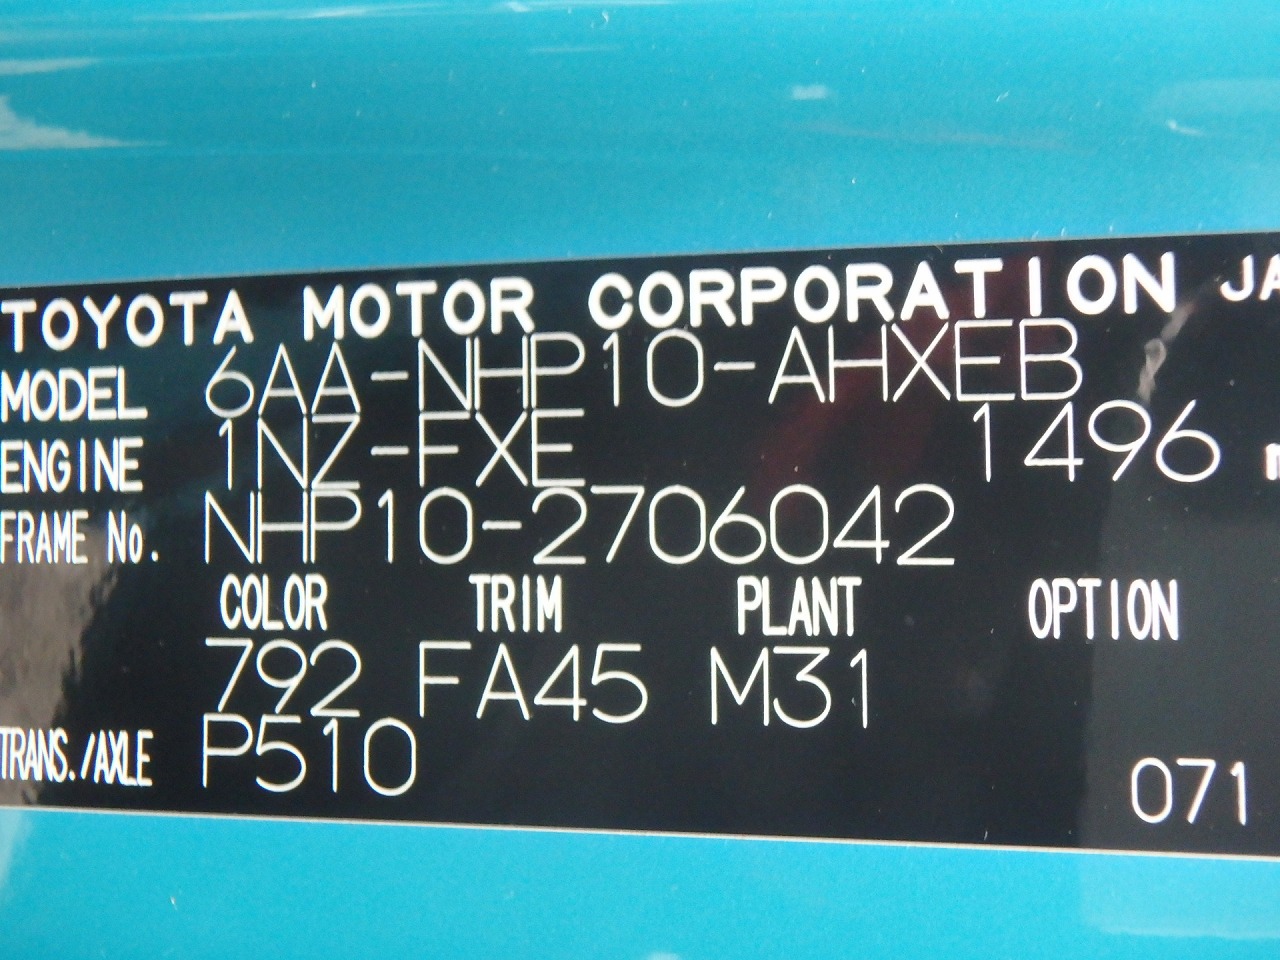 TOYOTA MOTOR CORPORATION JA
MODEL 6AA-NHP10-AHXEB
ENGINE 1NZ-FXE 1496
FRAME No. NHP10-2706042
COLOR TRIM PLANT OPTION
792 FA45 M31
TRANS./AXLE P510
071